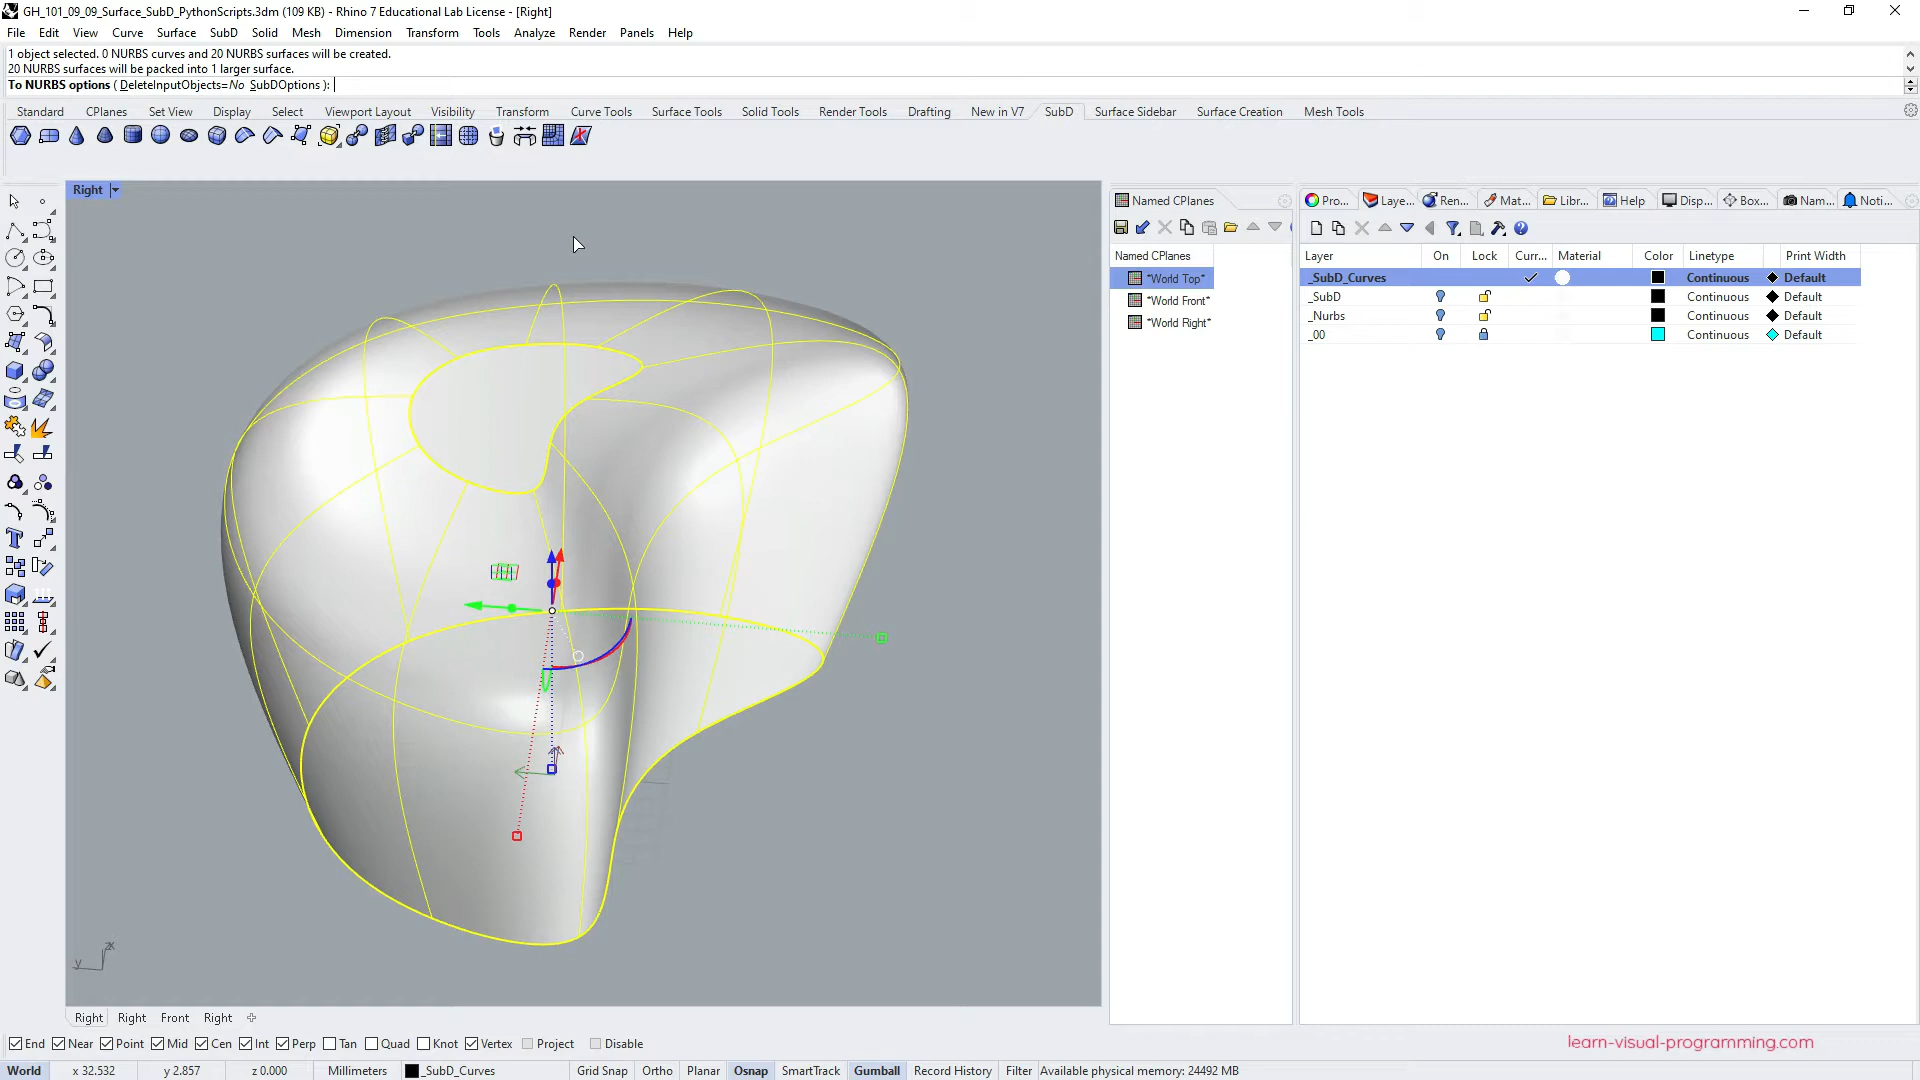 GH_101_09_09_Surface_SubD_PythonScripts.3dm (109 KB) - Rhino 7 Educational Lab License - [Right]
File Edit View Curve Surface SubD Solid Mesh Dimension Transform Tools Analyze Render Panels Help
1 object selected. 0 NURBS curves and 20 NURBS surfaces will be created.
20 NURBS surfaces will be packed into 1 larger surface.
To NURBS options ( DeleteInputObjects=No SubDOptions ):
Standard CPlanes Set View Display Select Viewport Layout Visibility Transform Curve Tools Surface Tools Solid Tools Render Tools Drafting New in V7 SubD Surface Sidebar Surface Creation Mesh Tools
Right
Named CPlanes
Pro... Laye... Ren... Mat... Libr... Help Disp... Box... Nam... Noti...
Named CPlanes
Layer On Lock Curr... Material Color Linetype Print Width
"World Top"
"World Front"
"World Right"
_SubD_Curves Continuous Default
_SubD Continuous Default
_Nurbs Continuous Default
_00 Continuous Default
z x
y
Right Right Front Right
End Near Point Mid Cen Int Perp Tan Quad Knot Vertex Project Disable
learn-visual-programming.com
World x 32.532 y 2.857 z 0.000 Millimeters _SubD_Curves Grid Snap Ortho Planar Osnap SmartTrack Gumball Record History Filter Available physical memory: 24492 MB